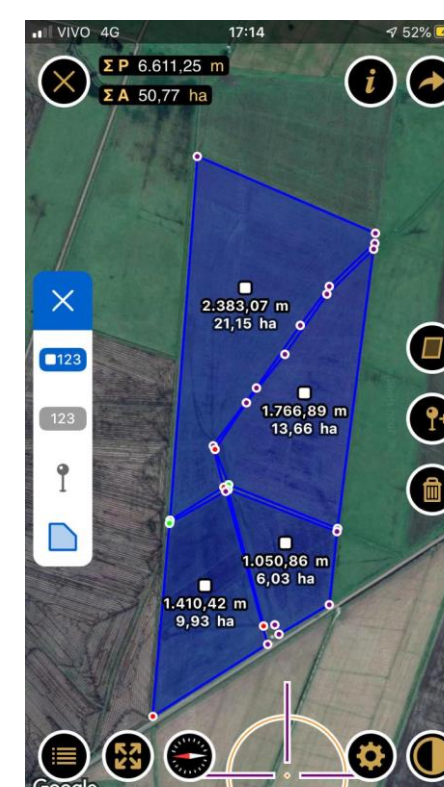 VIVO 4G 17:14 52%
Σ P 6.611,25 m
Σ A 50,77 ha
i
2.383,07 m
21,15 ha
123
123
1.766,89 m
13,66 ha
1.050,86 m
6,03 ha
1.410,42 m
9,93 ha
Google